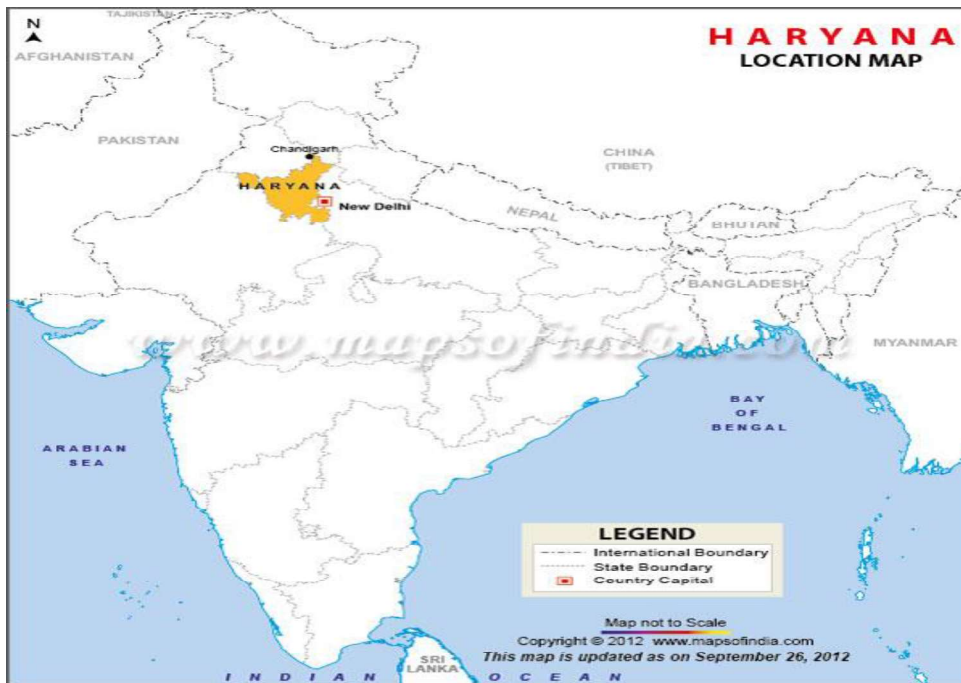 TAJIKISTAN
N
HARYANA
LOCATION MAP
AFGHANISTAN
PAKISTAN
Chandigarh
CHINA
(TIBET)
HARYANA
New Delhi
NEPAL
BHUTAN
BANGLADESH
www.mapsofindia.com
MYANMAR
BAY
OF
BENGAL
ARABIAN
SEA
LEGEND
International Boundary
State Boundary
Country Capital
Map not to Scale
Copyright © 2012 www.mapsofindia.com
This map is updated as on September 26, 2012
SRI
LANKA
INDIAN OCEAN